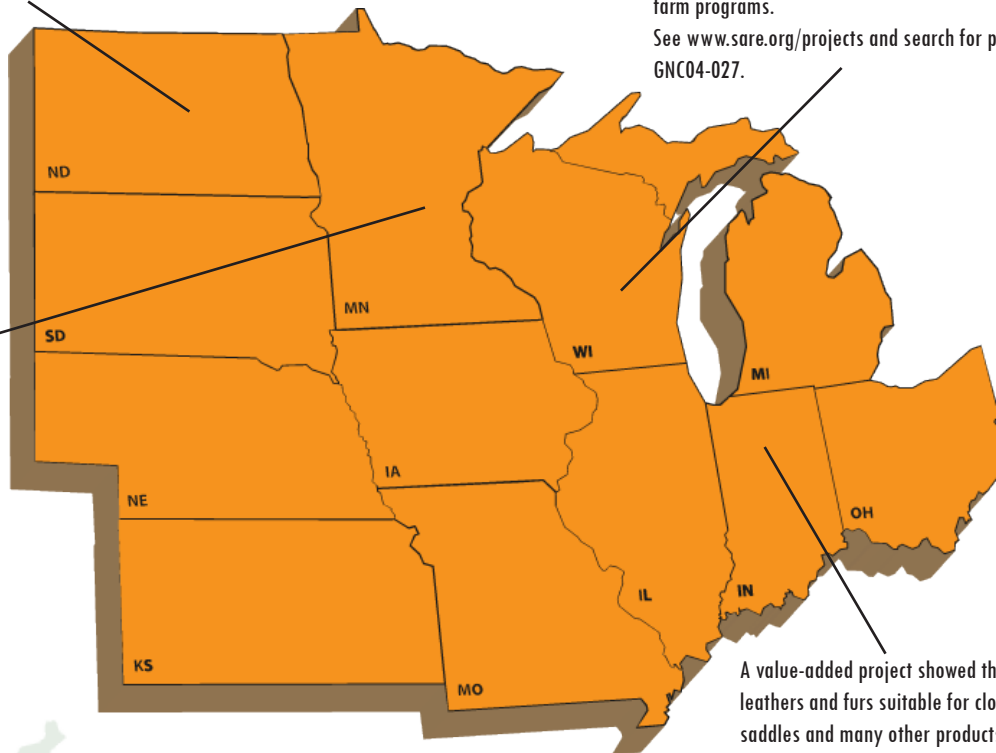 farm programs.
See www.sare.org/projects and search for p
GNC04-027.
ND
SD
MN
WI
MI
IA
NE
OH
IL
IN
KS
MO
A value-added project showed th
leathers and furs suitable for clo
saddles and many other product